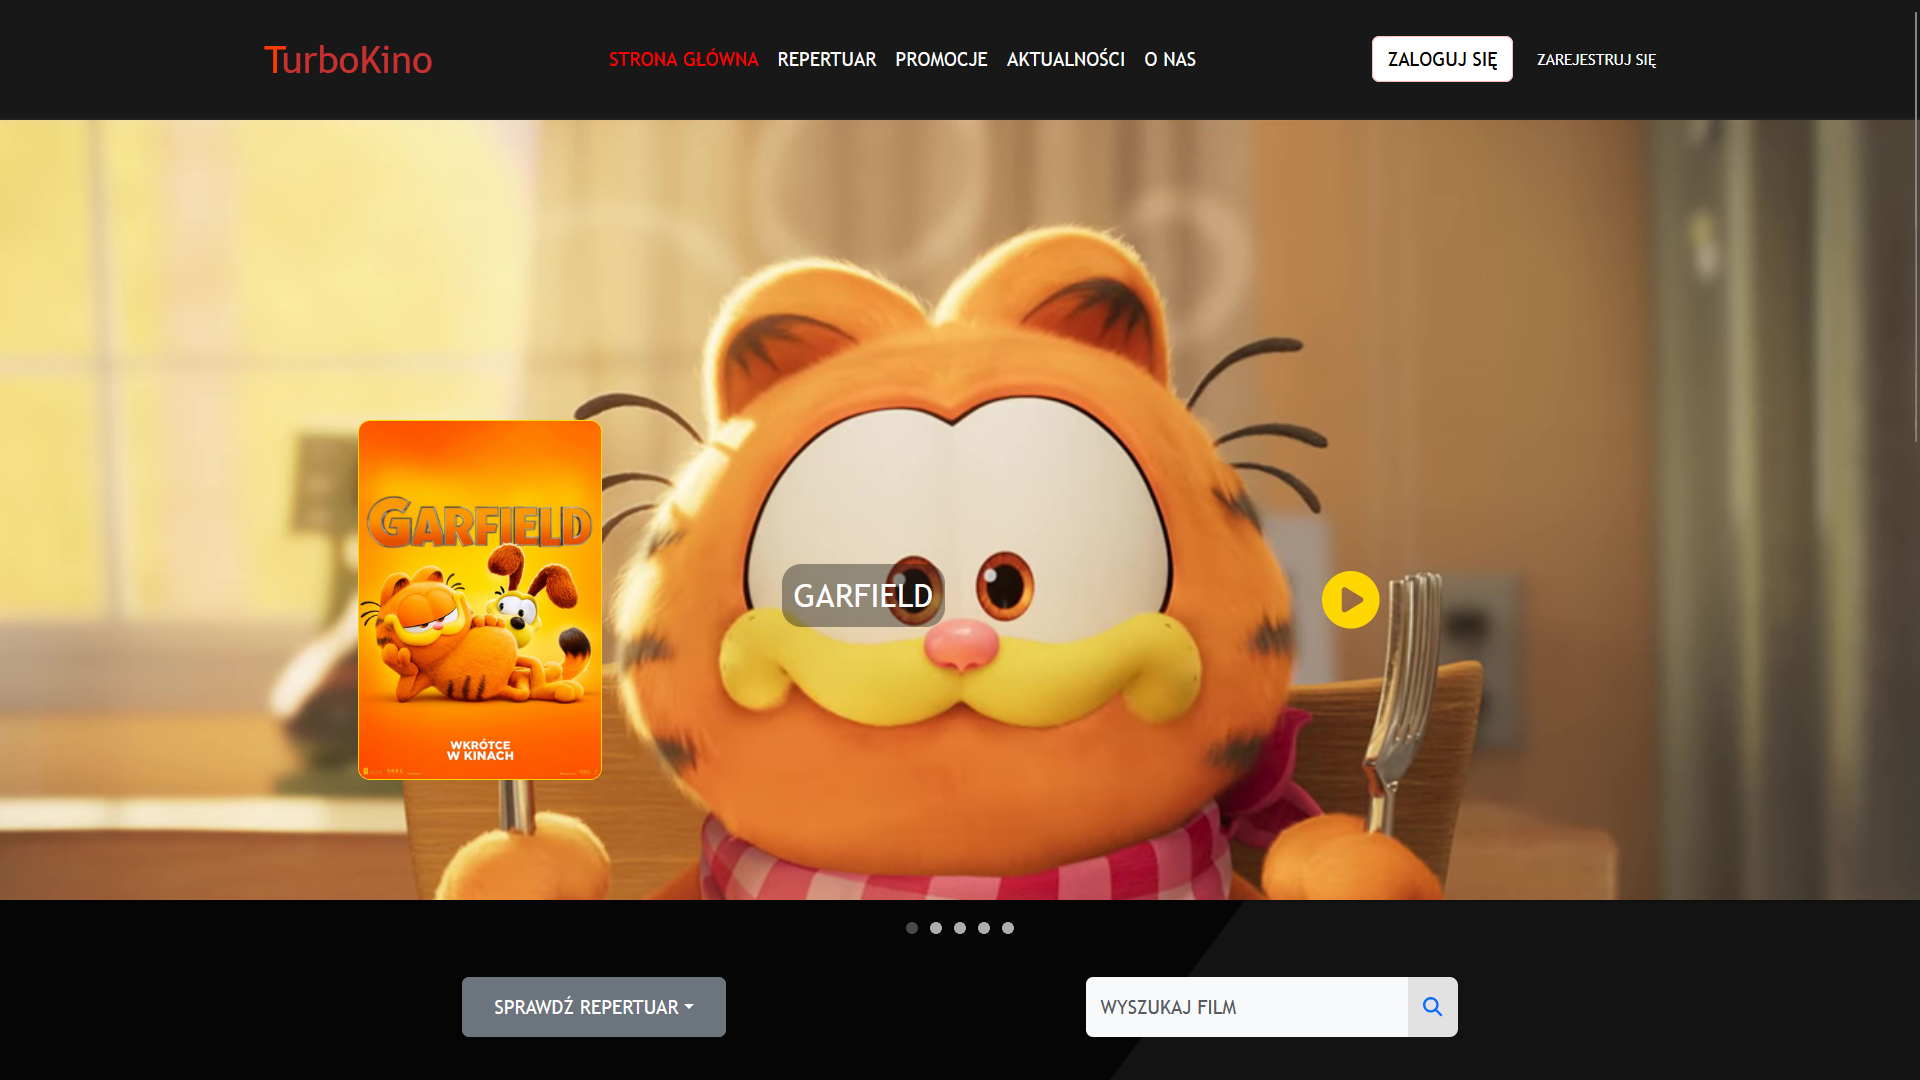 TurboKino
STRONA GŁÓWNA
REPERTUAR
PROMOCJE
AKTUALNOŚCI
O NAS
ZALOGUJ SIĘ
ZAREJESTRUJ SIĘ
GARFIELD
WKRÓTCE
W KINACH
GARFIELD
SPRAWDŹ REPERTUAR
WYSZUKAJ FILM